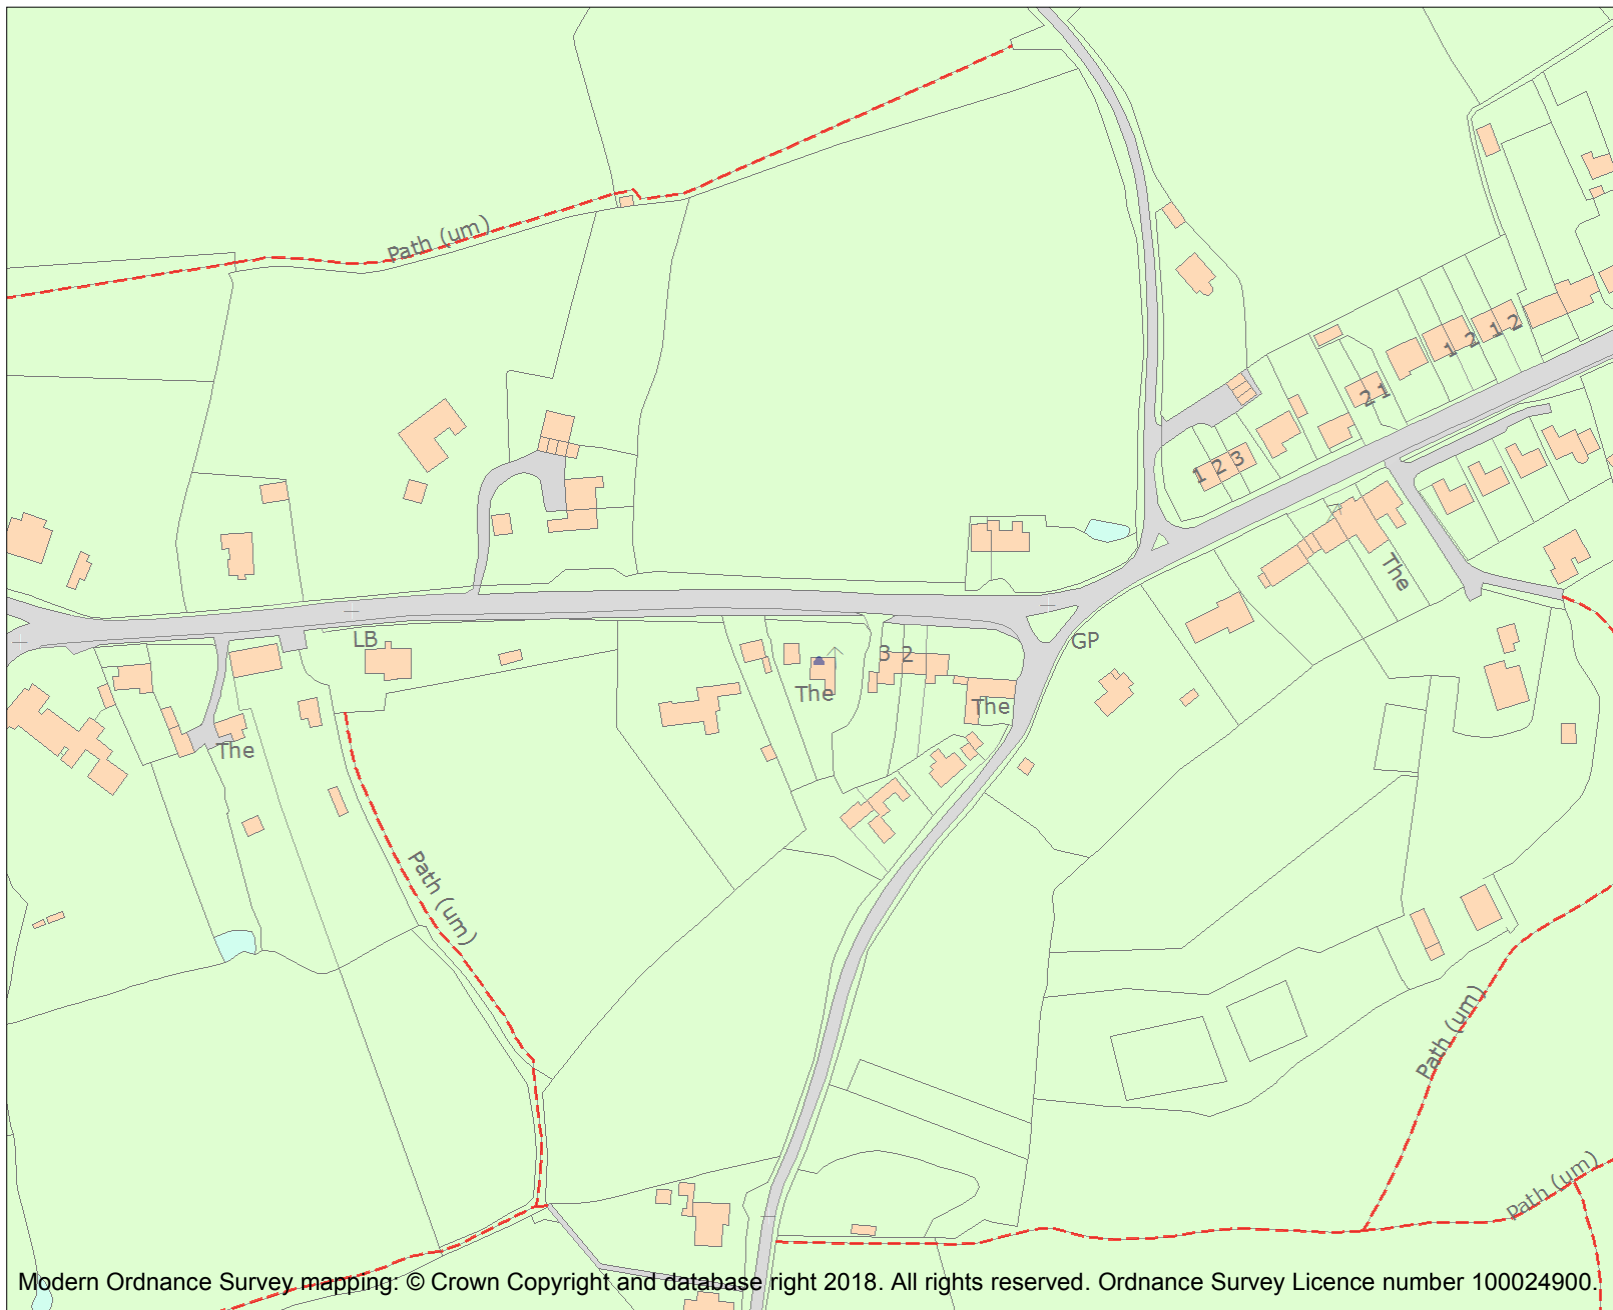 Path (um)
1 2
1 2
2 1
1 2 3
The
LB
GP
3 2
The
The
The
Path (um)
Path (um)
Path (um)
Modern Ordnance Survey mapping: © Crown Copyright and database right 2018. All rights reserved. Ordnance Survey Licence number 100024900.